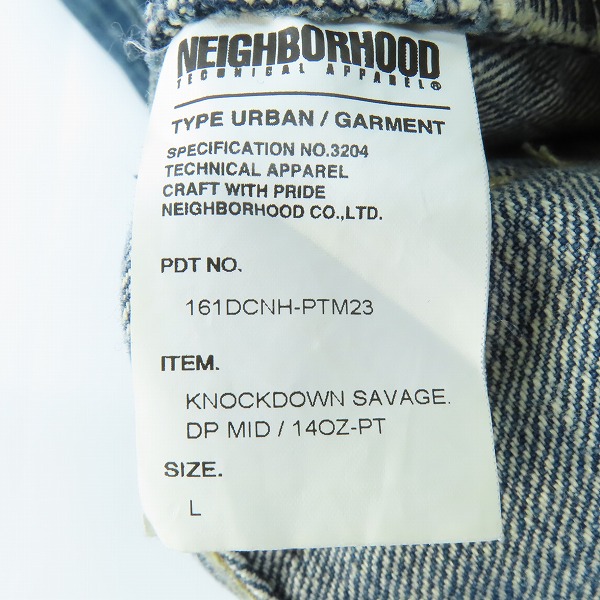 NEIGHBORHOOD
TECHNICAL APPAREL®
TYPE URBAN / GARMENT
SPECIFICATION NO.3204
TECHNICAL APPAREL
CRAFT WITH PRIDE
NEIGHBORHOOD CO.,LTD.
PDT NO.
161DCNH-PTM23
ITEM.
KNOCKDOWN SAVAGE.
DP MID / 14OZ-PT
SIZE.
L